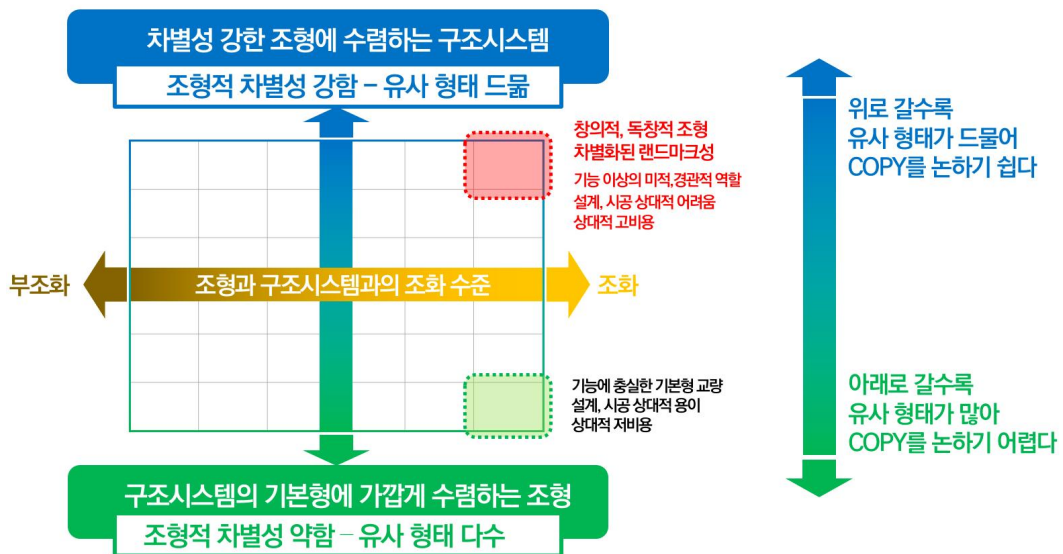 차별성 강한 조형에 수렴하는 구조시스템
조형적 차별성 강함 – 유사 형태 드묾
창의적, 독창적 조형
차별화된 랜드마크성
기능 이상의 미적,경관적 역할
설계, 시공 상대적 어려움
상대적 고비용
부조화
조형과 구조시스템과의 조화 수준
조화
기능에 충실한 기본형 교량
설계, 시공 상대적 용이
상대적 저비용
구조시스템의 기본형에 가깝게 수렴하는 조형
조형적 차별성 약함 – 유사 형태 다수
위로 갈수록
유사 형태가 드물어
COPY를 논하기 쉽다
아래로 갈수록
유사 형태가 많아
COPY를 논하기 어렵다